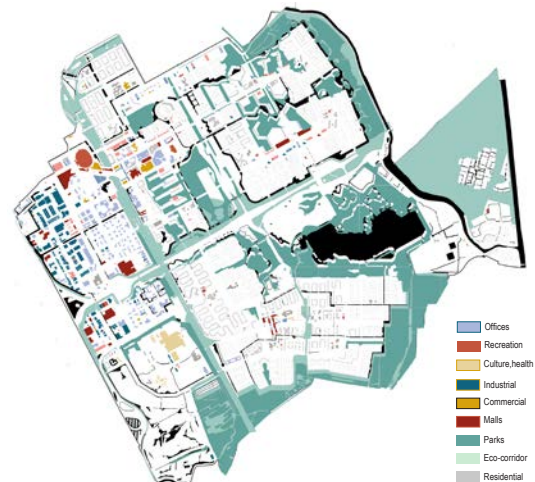 Offices
Recreation
Culture,health
Industrial
Commercial
Malls
Parks
Eco-corridor
Residential